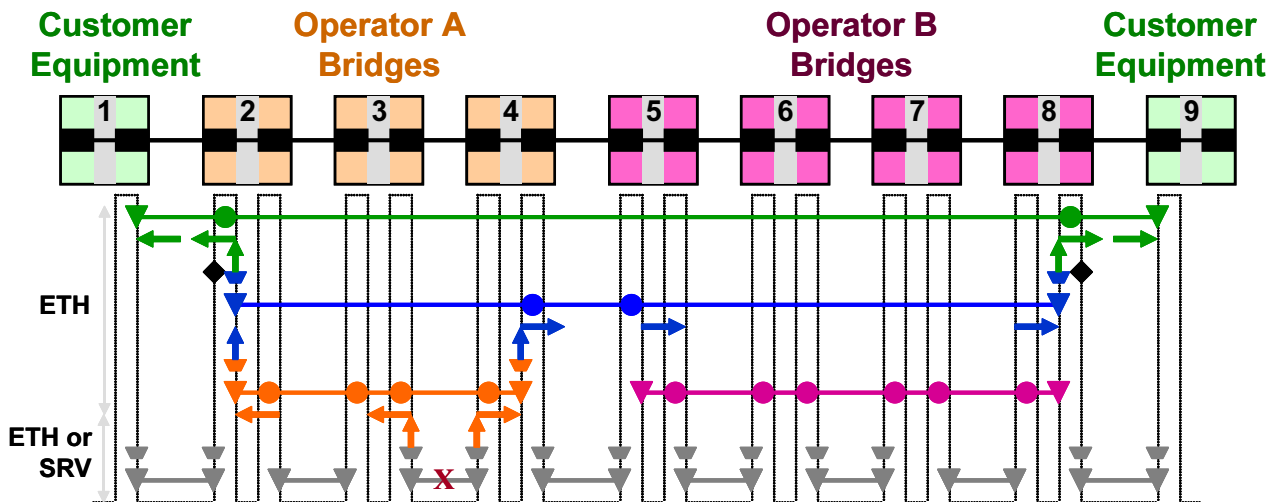 Customer
Equipment
Operator A
Bridges
Operator B
Bridges
Customer
Equipment
1
2
3
4
5
6
7
8
9
ETH
ETH or
SRV
X